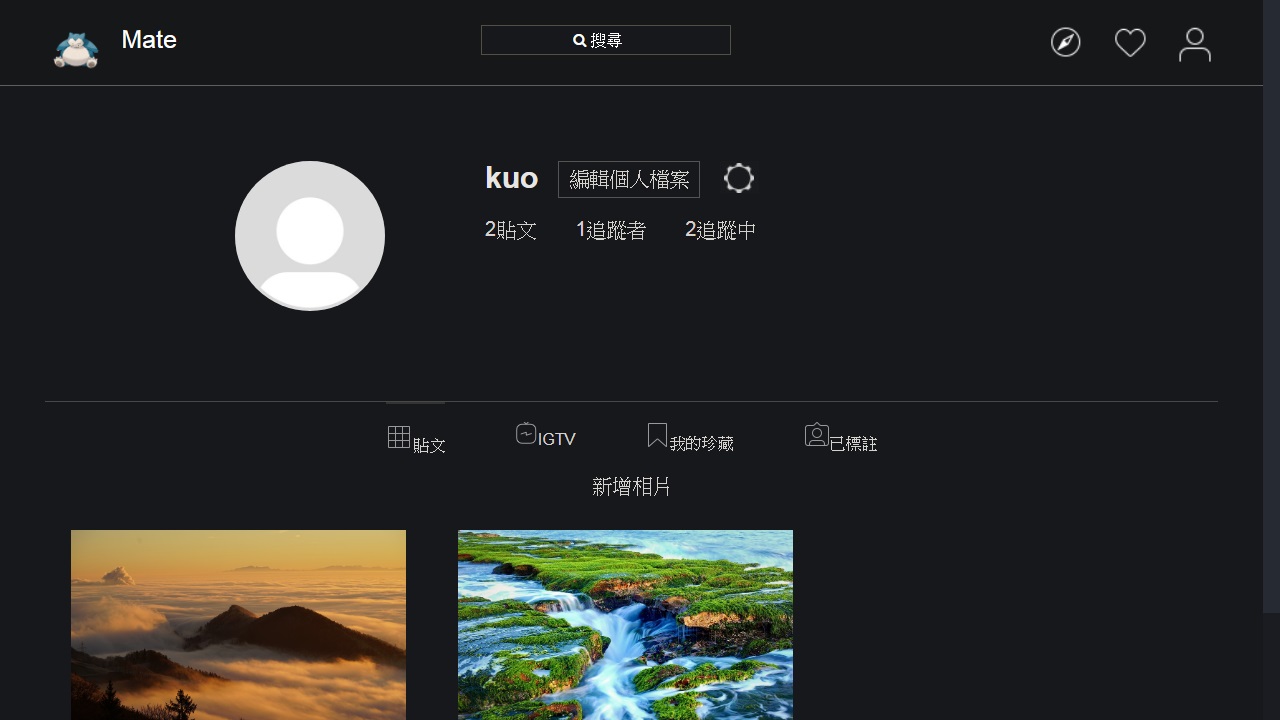 Mate
搜尋
kuo 編輯個人檔案
2貼文 1追蹤者 2追蹤中
貼文 IGTV 我的珍藏 已標註
新增相片